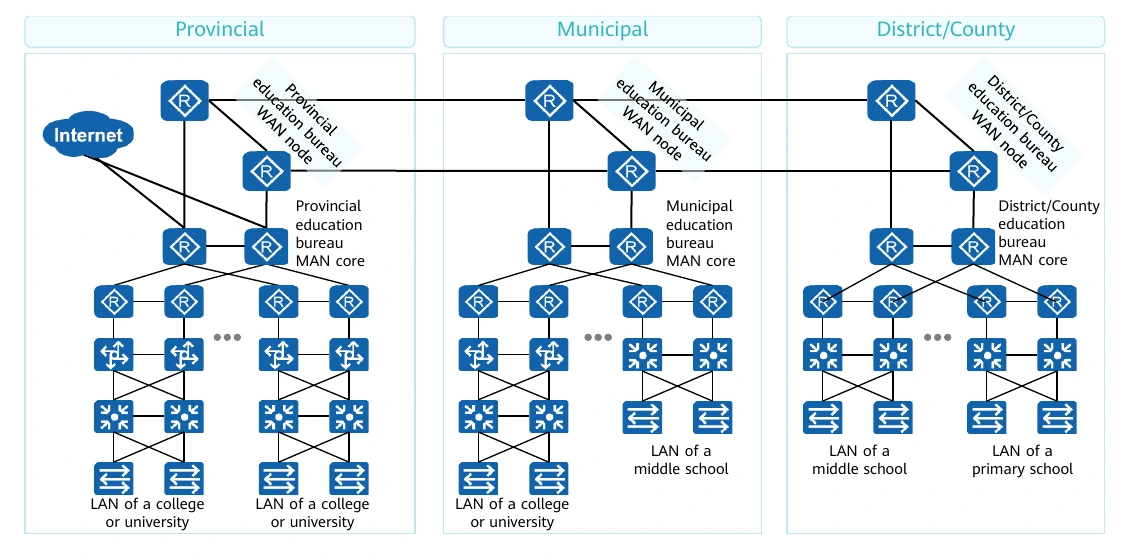 Provincial
Municipal
District/County
Internet
R
R
R
R
R
R
R
R
Provincial
education bureau
WAN node
Provincial
education
bureau
MAN core
LAN of a college
or university
LAN of a college
or university
R
R
R
R
R
R
R
R
Municipal
education bureau
WAN node
Municipal
education
bureau
MAN core
LAN of a college
or university
LAN of a
middle school
R
R
R
R
R
R
R
R
District/County
education bureau
WAN node
District/County
education
bureau
MAN core
LAN of a
middle school
LAN of a
primary school